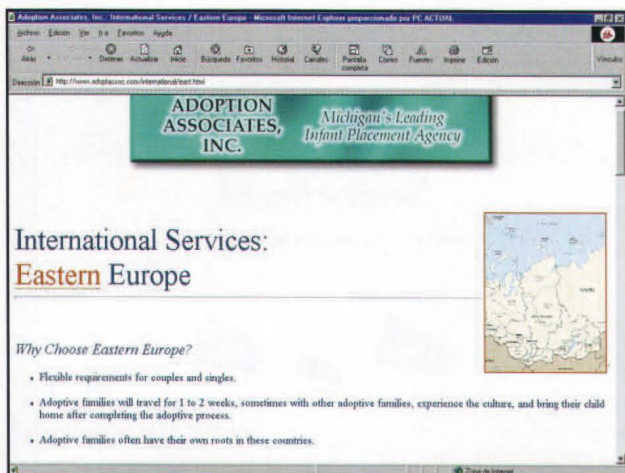 Adoption Associates, Inc.: International Services / Eastern Europe - Microsoft Internet Explorer proporcionado por PC ACTUAL
Archivo Edición Ver Ir a Favoritos Ayuda
Atrás Detener Actualizar Inicio Búsqueda Favoritos Historial Canales Pantalla completa Correo Fuentes Imprimir Edición Vínculos
Dirección http://www.adoptassoc.com/international/east.html
ADOPTION
ASSOCIATES,
INC.
Michigan's Leading
Infant Placement Agency
International Services:
Eastern Europe
Why Choose Eastern Europe?
• Flexible requirements for couples and singles.
• Adoptive families will travel for 1 to 2 weeks, sometimes with other adoptive families, experience the culture, and bring their child
home after completing the adoptive process.
• Adoptive families often have their own roots in these countries.
Zona de Internet